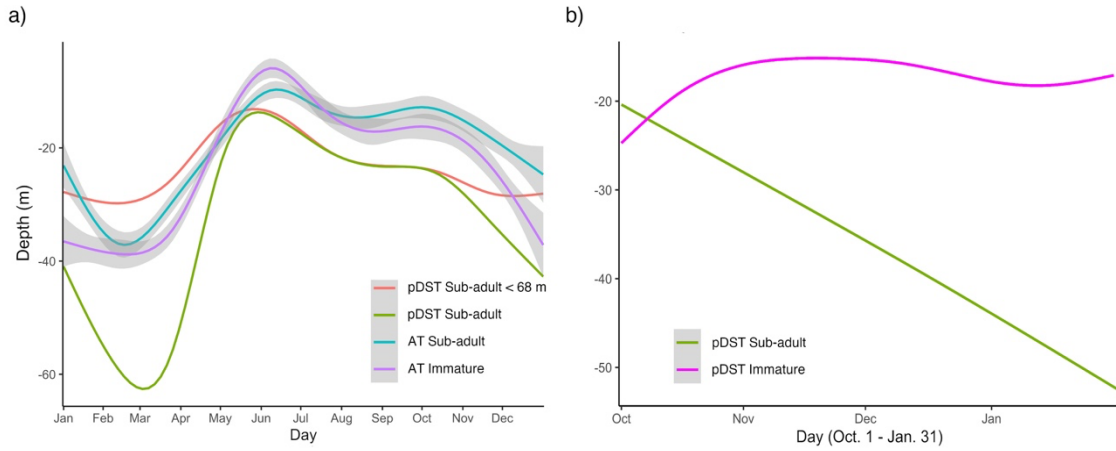 a)
Depth (m)
-20
-40
-60
Jan Feb Mar Apr May Jun Jul Aug Sep Oct Nov Dec
Day
pDST Sub-adult < 68 m
pDST Sub-adult
AT Sub-adult
AT Immature
b)
-20
-30
-40
-50
Oct Nov Dec Jan
Day (Oct. 1 - Jan. 31)
pDST Sub-adult
pDST Immature